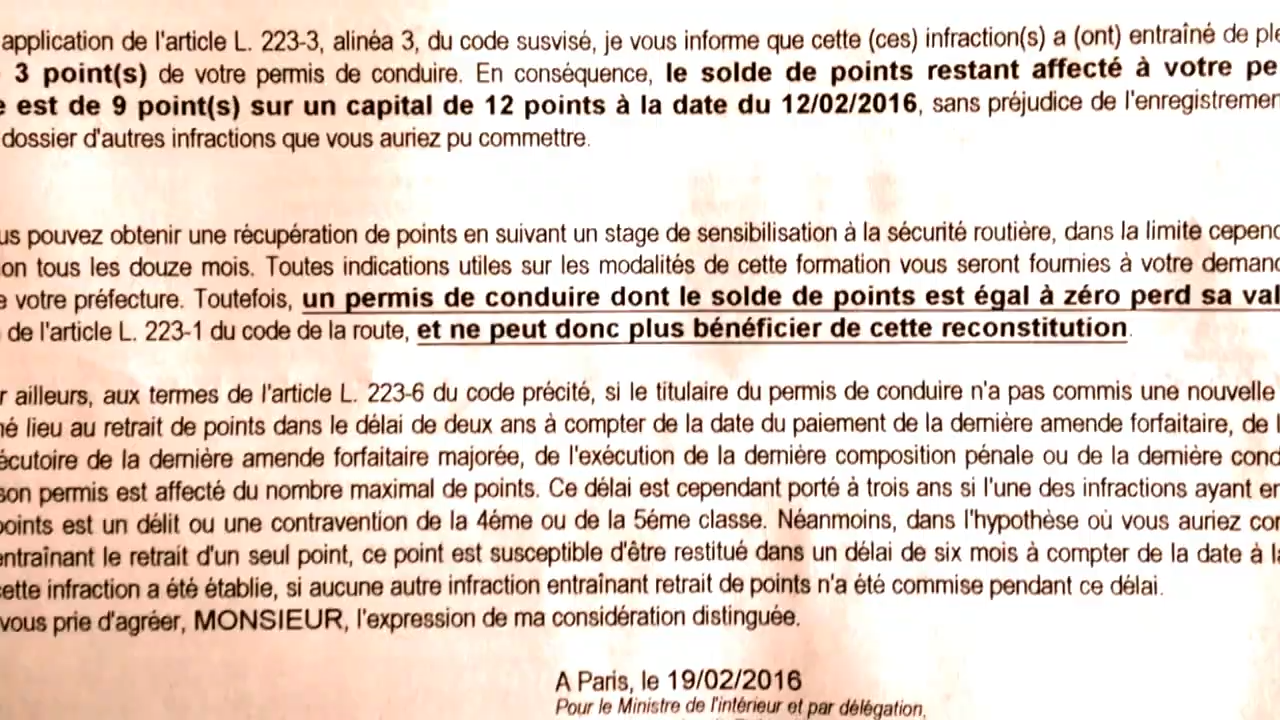 application de l'article L. 223-3, alinéa 3, du code susvisé, je vous informe que cette (ces) infraction(s) a (ont) entraîné de
3 point(s) de votre permis de conduire. En conséquence, le solde de points restant affecté à votre
est de 9 point(s) sur un capital de 12 points à la date du 12/02/2016, sans préjudice de
dossier d'autres infractions que vous auriez pu commettre.
pouvez obtenir une récupération de points en suivant un stage de sensibilisation à la sécurité routière, dans la limite
tous les douze mois. Toutes indications utiles sur les modalités de cette formation vous seront fournies à votre
votre préfecture. Toutefois, un permis de conduire dont le solde de points est égal à zéro perd sa
de l'article L. 223-1 du code de la route, et ne peut donc plus bénéficier de cette reconstitution.
ailleurs, aux termes de l'article L. 223-6 du code précité, si le titulaire du permis de conduire n'a pas commis une nouvelle
lieu au retrait de points dans le délai de deux ans à compter de la date du paiement de la dernière amende forfaitaire, de
de la dernière amende forfaitaire majorée, de l'exécution de la dernière composition pénale ou de la dernière
son permis est affecté du nombre maximal de points. Ce délai est cependant porté à trois ans si l'une des infractions ayant
points est un délit ou une contravention de la 4éme ou de la 5éme classe. Néanmoins, dans l'hypothèse où vous auriez
entraînant le retrait d'un seul point, ce point est susceptible d'être restitué dans un délai de six mois à compter de la date à
cette infraction a été établie, si aucune autre infraction entraînant retrait de points n'a été commise pendant ce délai.
vous prie d'agréer, MONSIEUR, l'expression de ma considération distinguée.
A Paris, le 19/02/2016
Pour le Ministre de l'intérieur et par délégation,